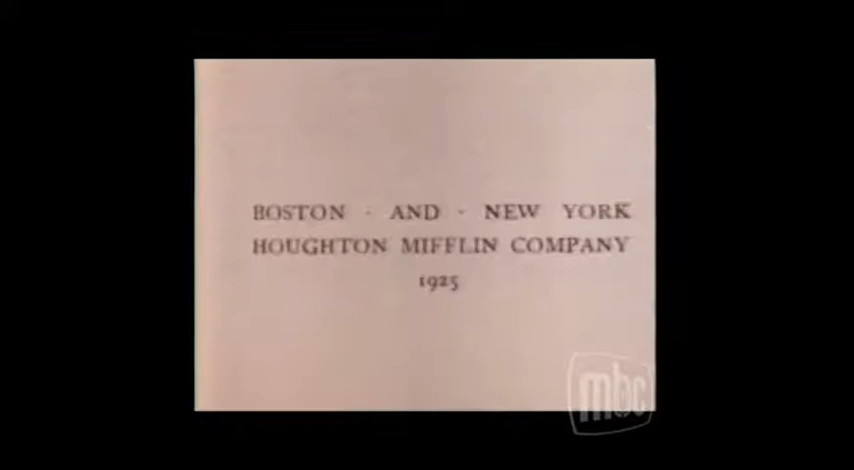 BOSTON · AND · NEW YORK
HOUGHTON MIFFLIN COMPANY
1925
mbc